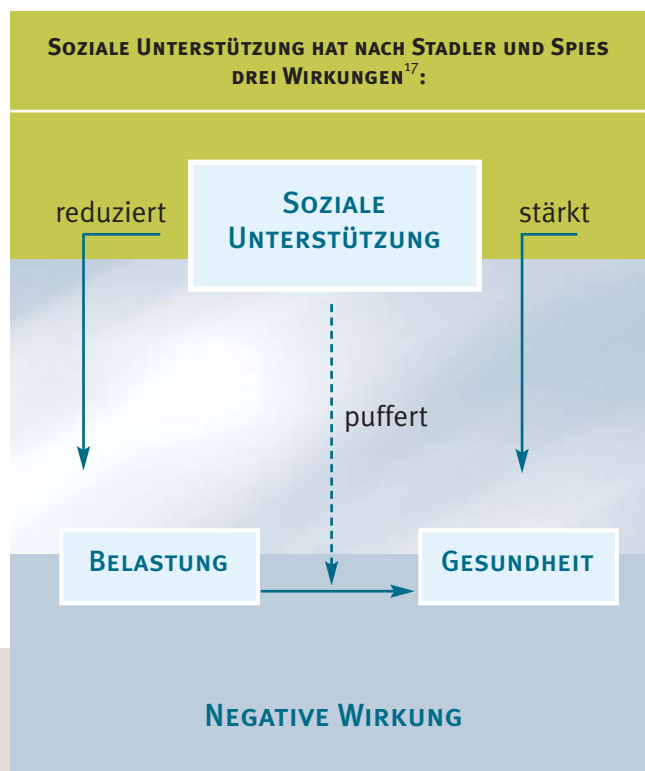 SOZIALE UNTERSTÜTZUNG HAT NACH STADLER UND SPIES
DREI WIRKUNGEN17:
SOZIALE
UNTERSTÜTZUNG
reduziert
stärkt
puffert
BELASTUNG
GESUNDHEIT
NEGATIVE WIRKUNG